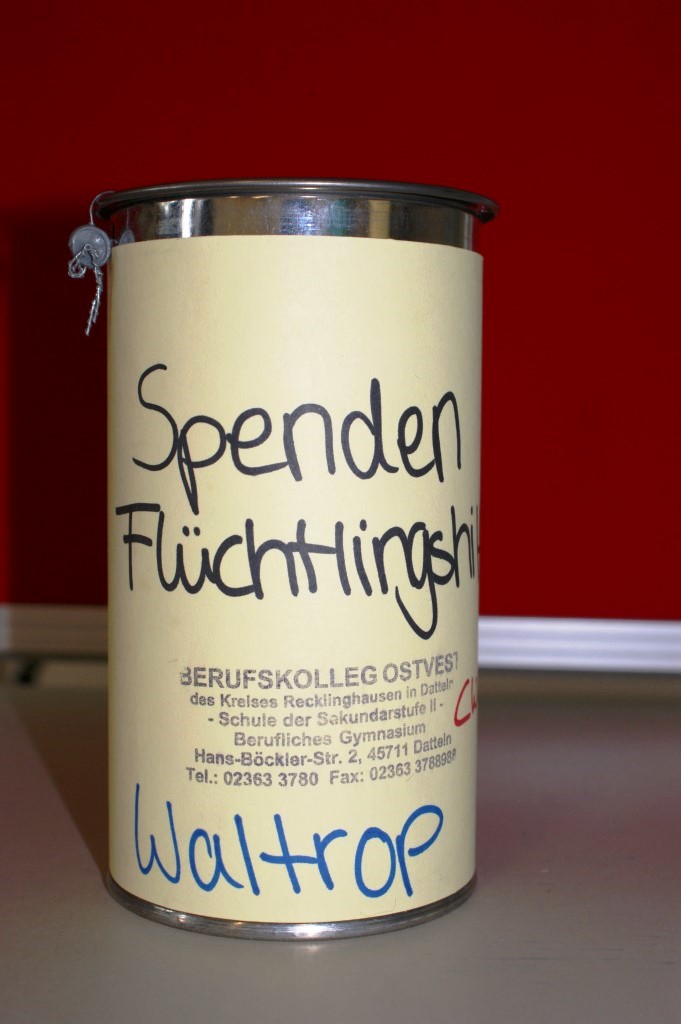 Spenden
Flüchtlingshi
BERUFSKOLLEG OSTVEST
des Kreises Recklinghausen in Datteln
- Schule der Sekundarstufe II -
Berufliches Gymnasium
Hans-Böckler-Str. 2, 45711 Datteln
Tel.: 02363 3780 Fax: 02363 3788988
Waltrop